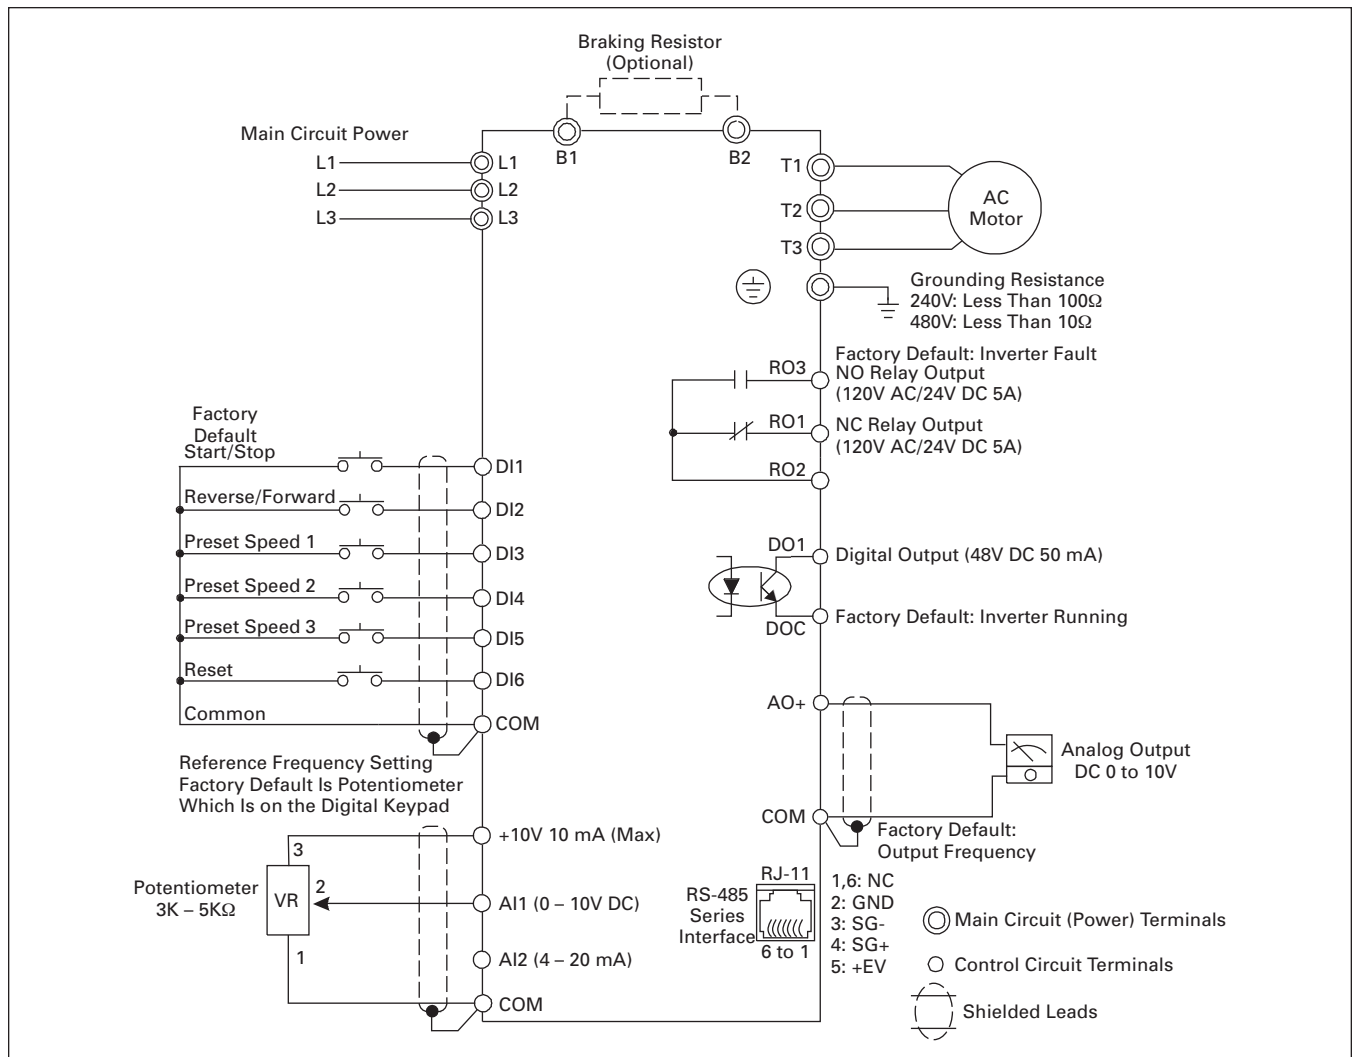 Braking Resistor
(Optional)
Main Circuit Power
B1
B2
L1
L1
L2
L2
L3
L3
T1
T2
T3
AC
Motor
Grounding Resistance
240V: Less Than 100Ω
480V: Less Than 10Ω
Factory Default: Inverter Fault
RO3
NO Relay Output
(120V AC/24V DC 5A)
RO1
NC Relay Output
(120V AC/24V DC 5A)
RO2
Factory
Default
Start/Stop
DI1
Reverse/Forward
DI2
Preset Speed 1
DI3
Preset Speed 2
DI4
Preset Speed 3
DI5
Reset
DI6
Common
COM
DO1
Digital Output (48V DC 50 mA)
DOC
Factory Default: Inverter Running
AO+
Analog Output
DC 0 to 10V
COM
Factory Default:
Output Frequency
Reference Frequency Setting
Factory Default Is Potentiometer
Which Is on the Digital Keypad
+10V 10 mA (Max)
3
Potentiometer
3K – 5KΩ
VR
2
AI1 (0 – 10V DC)
1
AI2 (4 – 20 mA)
COM
RJ-11
RS-485
Series
Interface
6 to 1
1,6: NC
2: GND
3: SG-
4: SG+
5: +EV
Main Circuit (Power) Terminals
Control Circuit Terminals
Shielded Leads